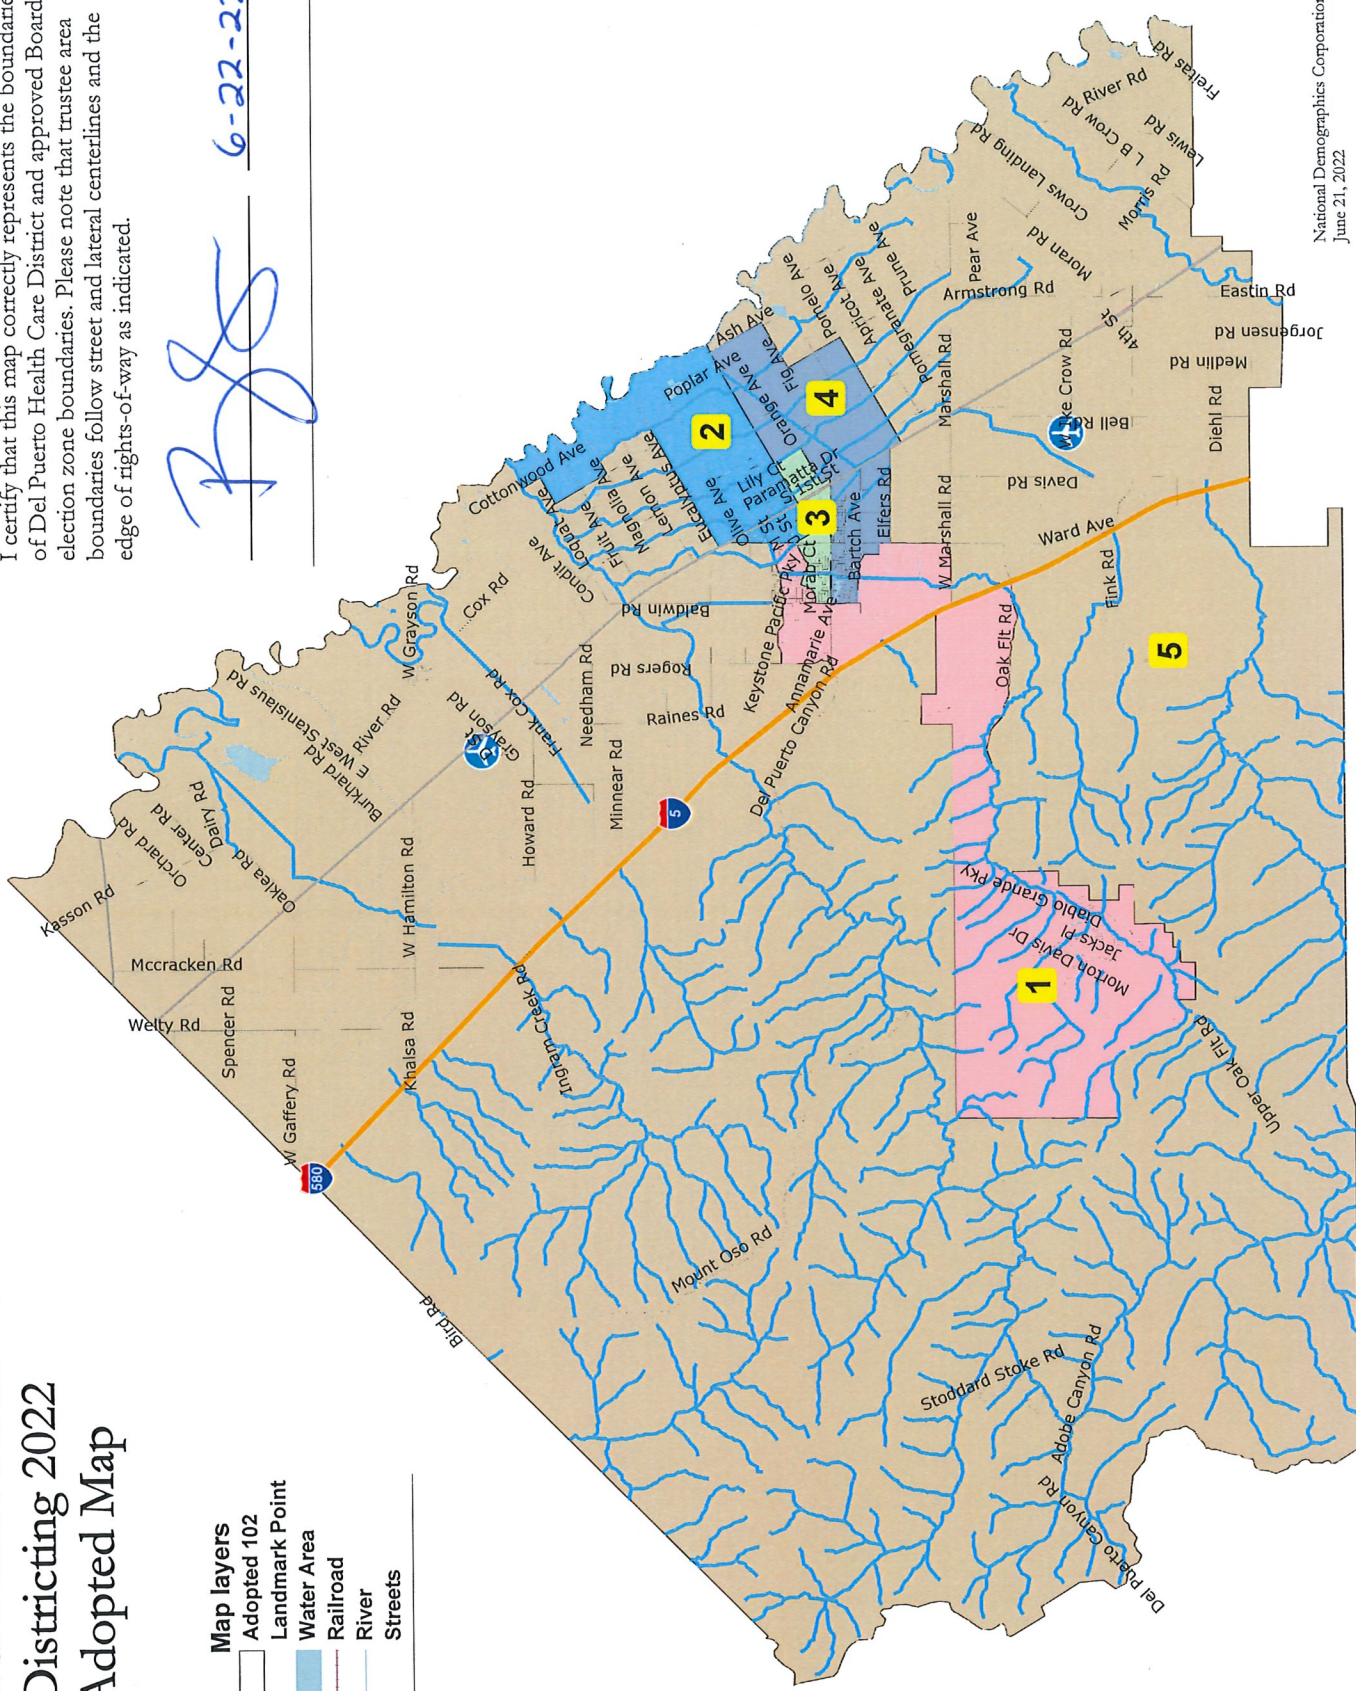 Districting 2022
Adopted Map
I certify that this map correctly represents the
of Del Puerto Health Care District and approved Board
election zone boundaries. Please note that trustee area
boundaries follow street and lateral centerlines and the
edge of rights-of-way as indicated.
6-22-2
Map layers
Adopted 102
Landmark Point
Water Area
Railroad
River
Streets
Kasson Rd
Mccracken Rd
Welty Rd
Spencer Rd
W Gaffery Rd
580
Orchard Rd
Center Rd
Dairy Rd
Oaklea Rd
W Hamilton Rd
Khalsa Rd
Ingram Creek Rd
Burkhard Rd
E West Stanislaus Rd
River Rd
W Grayson Rd
Cox Rd
Grayson Rd
Frank Cox Rd
Howard Rd
Needham Rd
Minnear Rd
5
Rogers Rd
Raines Rd
Baldwin Rd
Cottonwood Ave
Condit Ave
Loquat Ave
Fruit Ave
Magnolia Ave
Lemon Ave
Eucalyptus Ave
Olive Ave
Poplar Ave
Ash Ave
2
Orange Ave
Fig Ave
4
Pomelo Ave
Apricot Ave
Pomegranate Ave
Prune Ave
Pear Ave
Armstrong Rd
Lily Ct
Paramatta Dr
S 1st St
M St
3
Morab Ct
Bartch Ave
Elfers Rd
Keystone Pacific Pky
Annamarie Ave
Del Puerto Canyon Rd
Marshall Rd
W Marshall Rd
Crows Landing Rd
Moran Rd
Morris Rd
L B Crow Rd
River Rd
Lewis Rd
Freitas Rd
4th St
W Ike Crow Rd
Bell Rd
Davis Rd
Ward Ave
Fink Rd
Eastin Rd
Jorgensen Rd
Medlin Rd
Diehl Rd
Oak Flt Rd
5
Diablo Grande Pky
Jacks Pl
Morton Davis Dr
1
Upper Oak Flt Rd
Bird Rd
Mount Oso Rd
Stoddard Stoke Rd
Adobe Canyon Rd
Del Puerto Canyon Rd
National Demographics Corporation
June 21, 2022